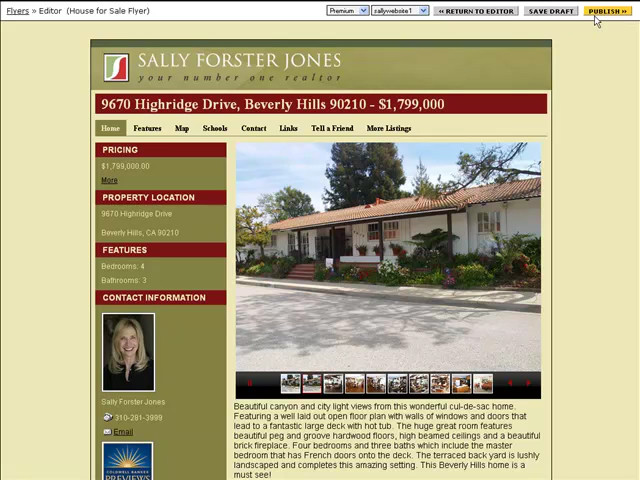 Flyers » Editor (House for Sale Flyer)
Premium
sallywebsite1
« RETURN TO EDITOR
SAVE DRAFT
PUBLISH »
SALLY FORSTER JONES
your number one realtor
9670 Highridge Drive, Beverly Hills 90210 - $1,799,000
Home Features Map Schools Contact Links Tell a Friend More Listings
PRICING
$1,799,000.00
More
PROPERTY LOCATION
9670 Highridge Drive
Beverly Hills, CA 90210
FEATURES
Bedrooms: 4
Bathrooms: 3
CONTACT INFORMATION
Sally Forster Jones
310-281-3999
Email
COLDWELL BANKER
PREVIEWS
Beautiful canyon and city light views from this wonderful cul-de-sac home.
Featuring a well laid out open floor plan with walls of windows and doors that
lead to a fantastic large deck with hot tub. The huge great room features
beautiful peg and groove hardwood floors, high beamed ceilings and a beautiful
brick fireplace. Four bedrooms and three baths which include the master
bedroom that has French doors onto the deck. The terraced back yard is lushly
landscaped and completes this amazing setting. This Beverly Hills home is a
must see!